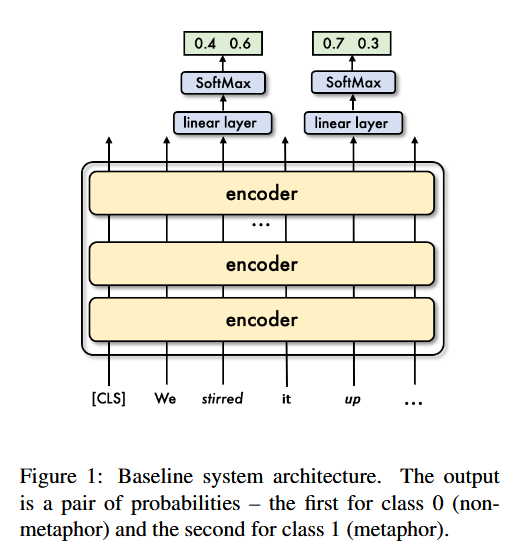 0.4 0.6 0.7 0.3
SoftMax SoftMax
linear layer linear layer
encoder
...
encoder
encoder
[CLS] We stirred it up ...
Figure 1: Baseline system architecture. The output
is a pair of probabilities – the first for class 0 (non-
metaphor) and the second for class 1 (metaphor).